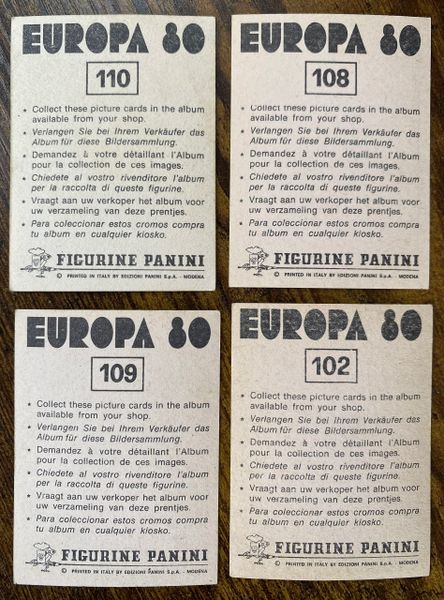 EUROPA 80
110
• Collect these picture cards in the album
available from your shop.
• Verlangen Sie bei Ihrem Verkäufer das
Album für diese Bildersammlung.
• Demandez à votre détaillant l'Album
pour la collection de ces images.
• Chiedete al vostro rivenditore l'album
per la raccolta di queste figurine.
• Vraagt aan uw verkoper het album voor
uw verzameling van deze prentjes.
• Para coleccionar estos cromos compra
tu album en cualquier kiosko.
FIGURINE PANINI
© PRINTED IN ITALY BY EDIZIONI PANINI S.p.A. - MODENA
EUROPA 80
108
• Collect these picture cards in the album
available from your shop.
• Verlangen Sie bei Ihrem Verkäufer das
Album für diese Bildersammlung.
• Demandez à votre détaillant l'Album
pour la collection de ces images.
• Chiedete al vostro rivenditore l'album
per la raccolta di queste figurine.
• Vraagt aan uw verkoper het album voor
uw verzameling van deze prentjes.
• Para coleccionar estos cromos compra
tu album en cualquier kiosko.
FIGURINE PANINI
© PRINTED IN ITALY BY EDIZIONI PANINI S.p.A. - MODENA
EUROPA 80
109
• Collect these picture cards in the album
available from your shop.
• Verlangen Sie bei Ihrem Verkäufer das
Album für diese Bildersammlung.
• Demandez à votre détaillant l'Album
pour la collection de ces images.
• Chiedete al vostro rivenditore l'album
per la raccolta di queste figurine.
• Vraagt aan uw verkoper het album voor
uw verzameling van deze prentjes.
• Para coleccionar estos cromos compra
tu album en cualquier kiosko.
FIGURINE PANINI
© PRINTED IN ITALY BY EDIZIONI PANINI S.p.A. - MODENA
EUROPA 80
102
• Collect these picture cards in the album
available from your shop.
• Verlangen Sie bei Ihrem Verkäufer das
Album für diese Bildersammlung.
• Demandez à votre détaillant l'Album
pour la collection de ces images.
• Chiedete al vostro rivenditore l'album
per la raccolta di queste figurine.
• Vraagt aan uw verkoper het album voor
uw verzameling van deze prentjes.
• Para coleccionar estos cromos compra
tu album en cualquier kiosko.
FIGURINE PANINI
© PRINTED IN ITALY BY EDIZIONI PANINI S.p.A. - MODENA